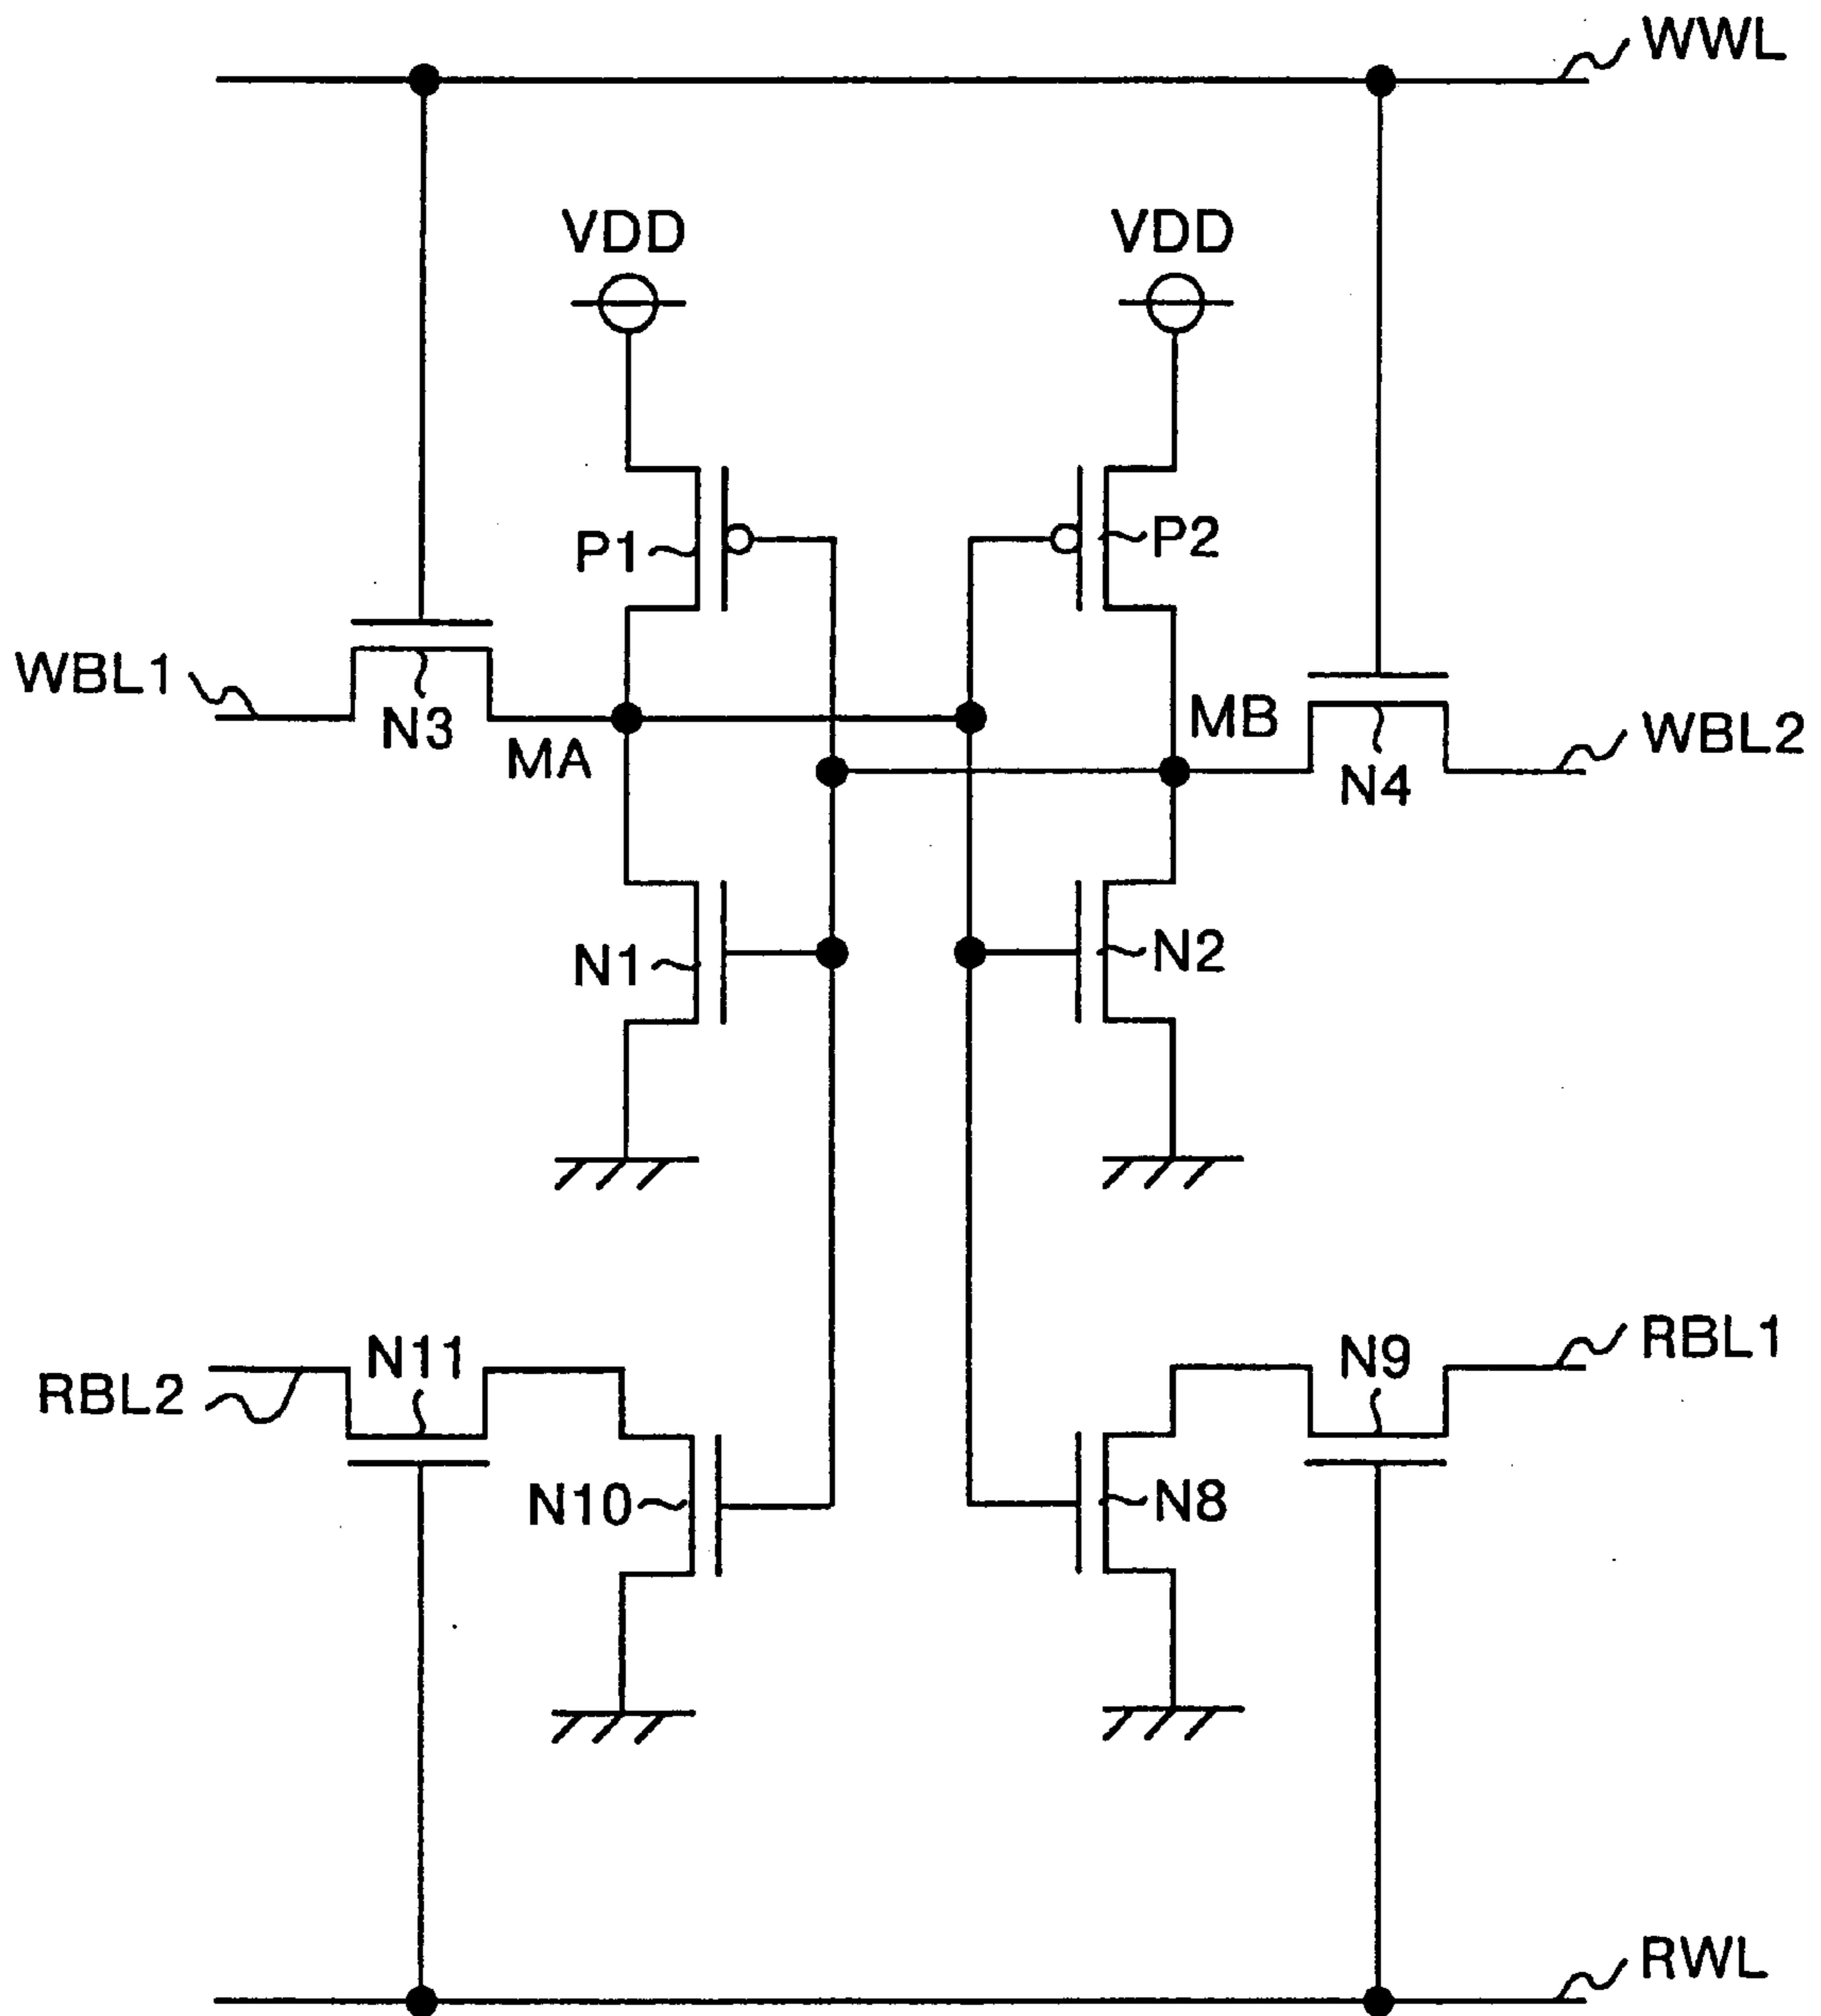 WWL
VDD
VDD
P1
P2
WBL1
N3
MA
MB
N4
WBL2
N1
N2
RBL2
N11
N9
RBL1
N10
N8
RWL